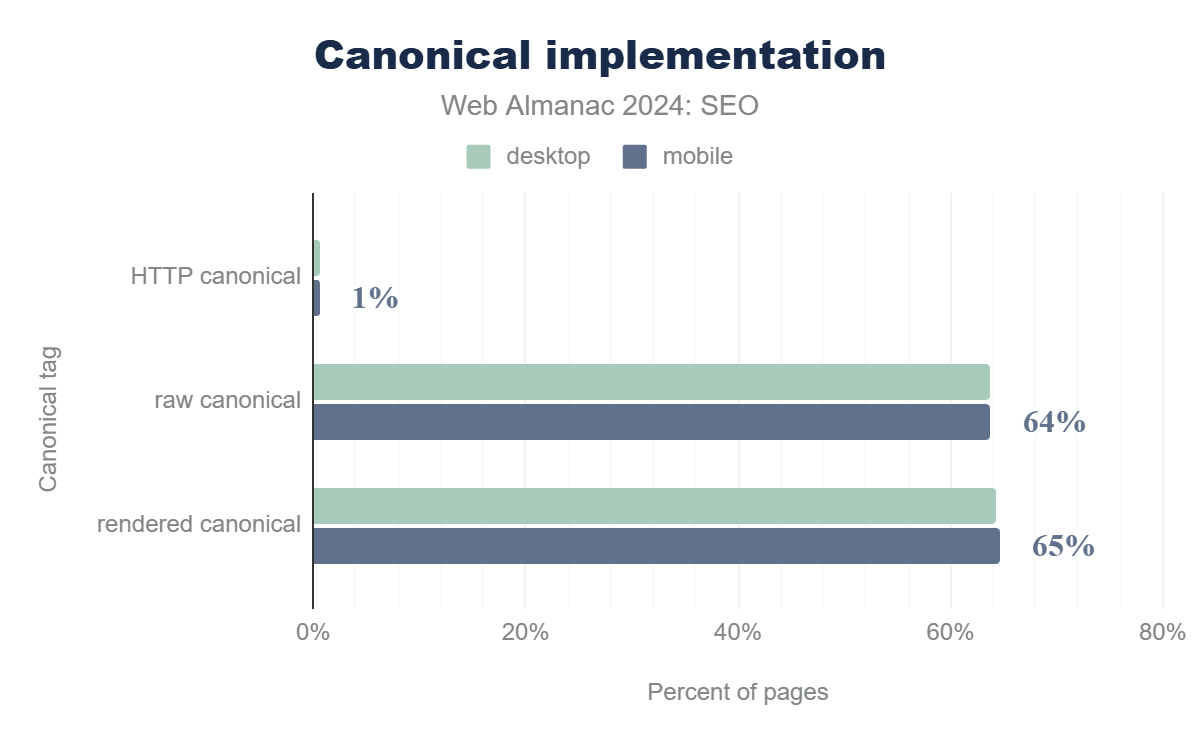 Canonical implementation
Web Almanac 2024: SEO
desktop mobile
Canonical tag
HTTP canonical
1%
raw canonical
64%
rendered canonical
65%
0% 20% 40% 60% 80%
Percent of pages